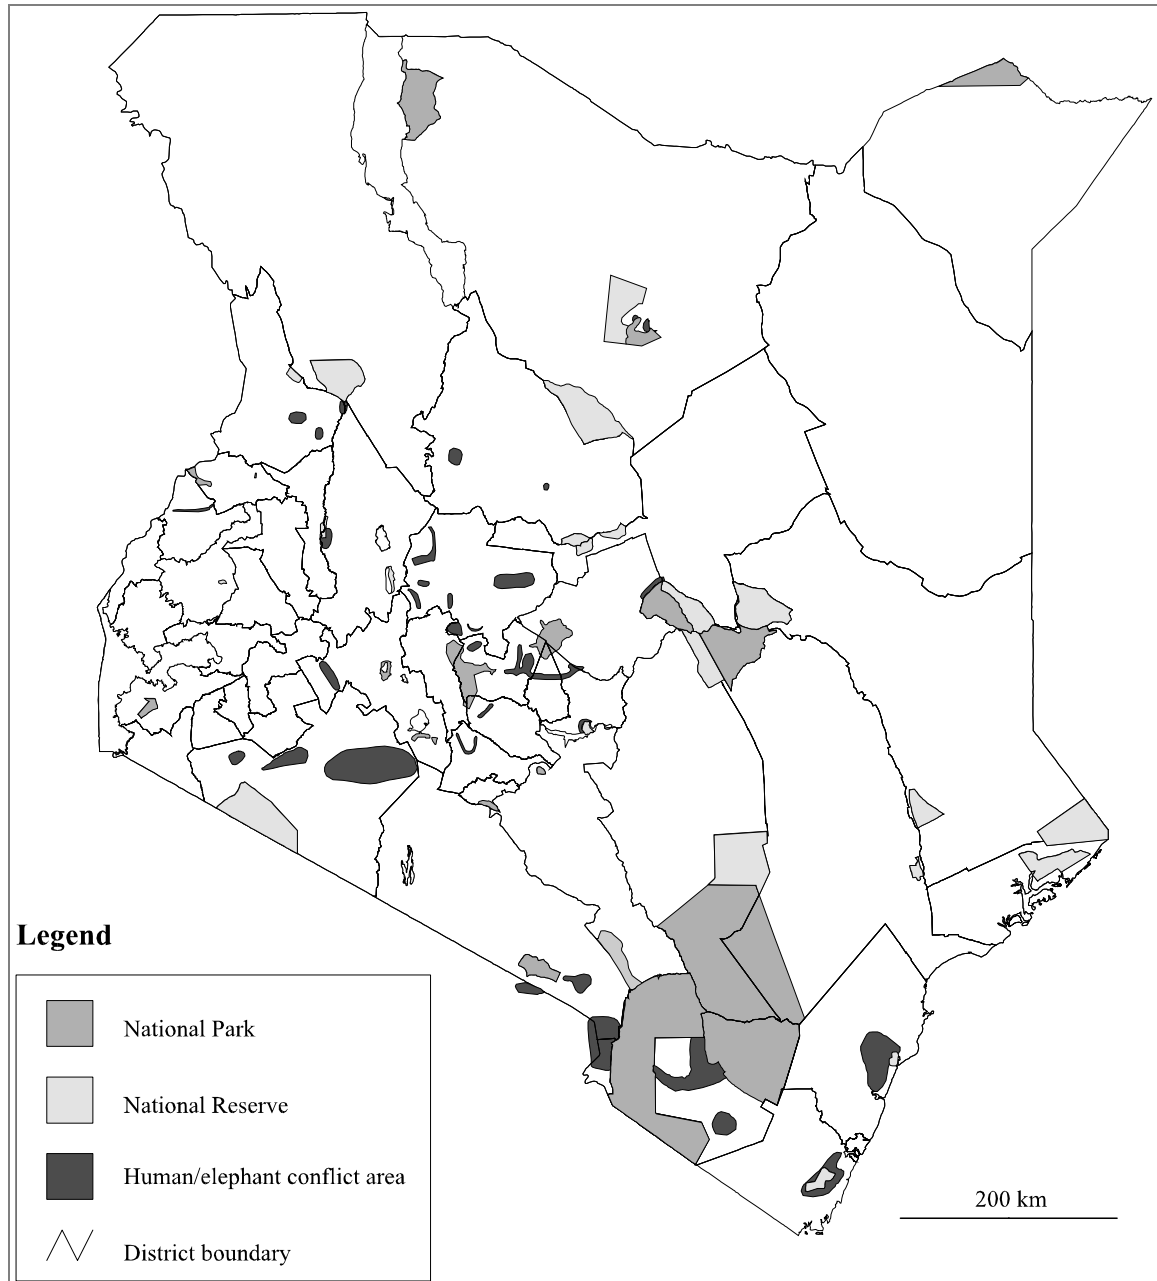 Legend
National Park
National Reserve
Human/elephant conflict area
200 km
District boundary